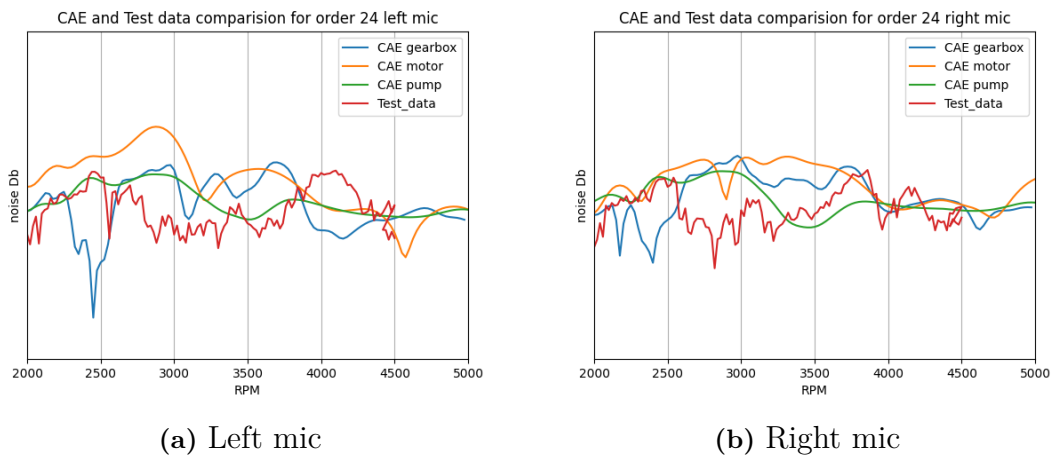 CAE and Test data comparision for order 24 left mic
CAE gearbox
CAE motor
CAE pump
Test_data
noise Db
2000 2500 3000 3500 4000 4500 5000
RPM
(a) Left mic
CAE and Test data comparision for order 24 right mic
CAE gearbox
CAE motor
CAE pump
Test_data
noise Db
2000 2500 3000 3500 4000 4500 5000
RPM
(b) Right mic